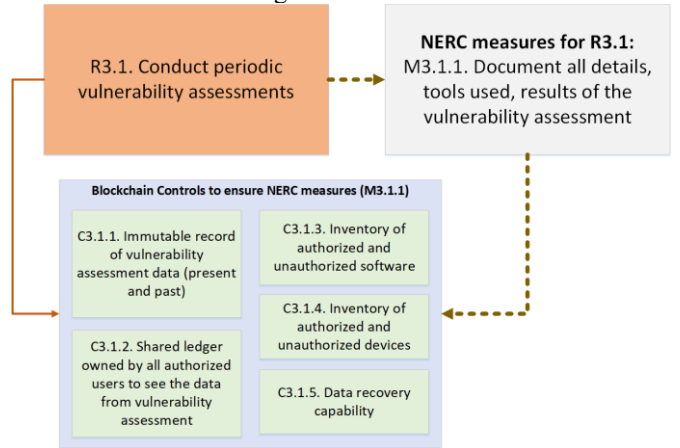 R3.1. Conduct periodic
vulnerability assessments
NERC measures for R3.1:
M3.1.1. Document all details,
tools used, results of the
vulnerability assessment
Blockchain Controls to ensure NERC measures (M3.1.1)
C3.1.1. Immutable record
of vulnerability
assessment data (present
and past)
C3.1.2. Shared ledger
owned by all authorized
users to see the data
from vulnerability
assessment
C3.1.3. Inventory of
authorized and
unauthorized software
C3.1.4. Inventory of
authorized and
unauthorized devices
C3.1.5. Data recovery
capability